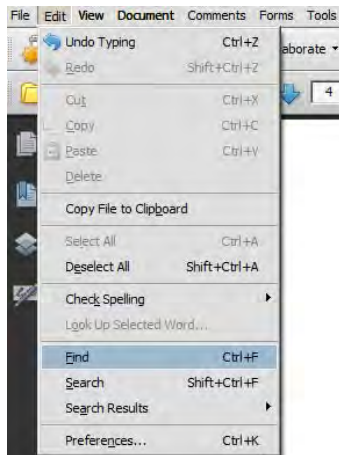 File Edit View Document Comments Forms Tools
Undo Typing Ctrl+Z
aborate
Redo Shift+Ctrl+Z
4
Cut Ctrl+X
Copy Ctrl+C
Paste Ctrl+V
Delete
Copy File to Clipboard
Select All Ctrl+A
Deselect All Shift+Ctrl+A
Check Spelling
Look Up Selected Word...
Find Ctrl+F
Search Shift+Ctrl+F
Search Results
Preferences... Ctrl+K